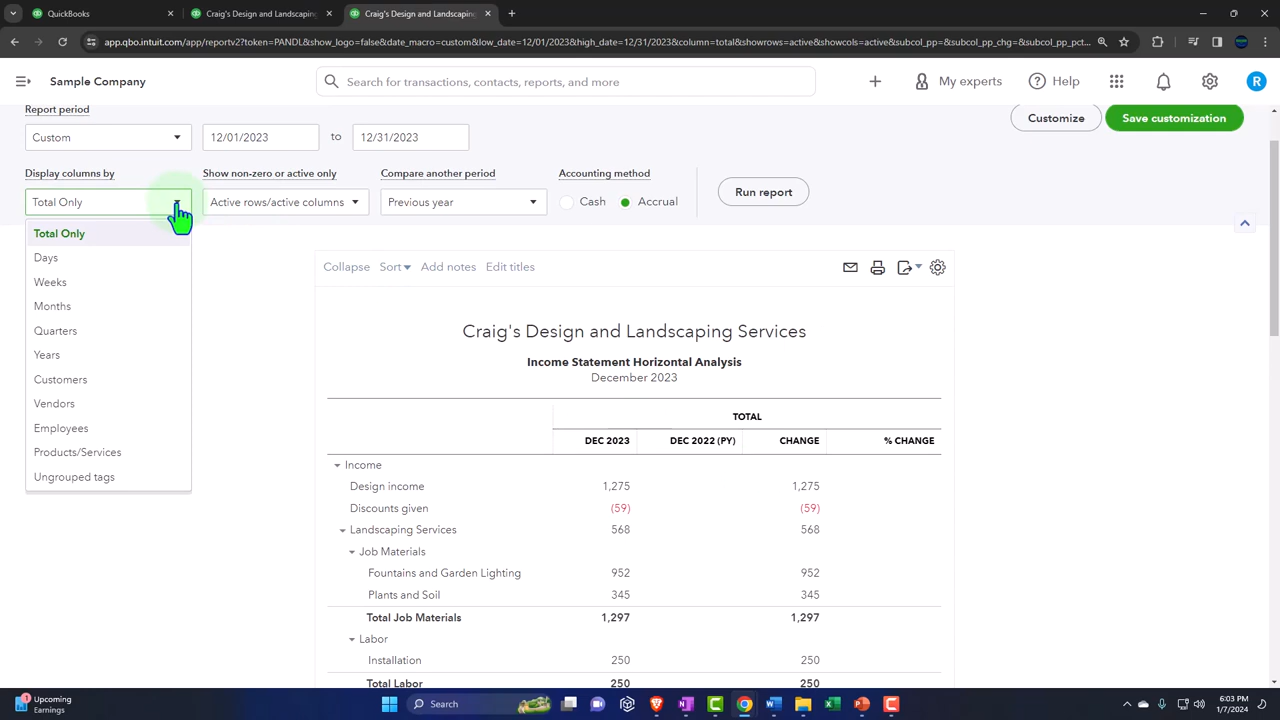 QuickBooks
Craig's Design and Landscaping
Craig's Design and Landscaping
app.qbo.intuit.com/app/reportv2?token=PANDL&show_logo=false&date_macro=custom&low_date=12/01/2023&high_date=12/31/2023&column=total&showrows=active&showcols=active&subcol_pp=&subcol_pp_chg=&subcol_pp_pct...
Sample Company
Search for transactions, contacts, reports, and more
My experts
Help
R
Report period
Custom
12/01/2023
to
12/31/2023
Customize
Save customization
Display columns by
Show non-zero or active only
Compare another period
Accounting method
Total Only
Active rows/active columns
Previous year
Cash
Accrual
Run report
Total Only
Days
Weeks
Months
Quarters
Years
Customers
Vendors
Employees
Products/Services
Ungrouped tags
Collapse
Sort
Add notes
Edit titles
Craig's Design and Landscaping Services
Income Statement Horizontal Analysis
December 2023
TOTAL
DEC 2023 DEC 2022 (PY) CHANGE % CHANGE
Income
Design income 1,275 1,275
Discounts given (59) (59)
Landscaping Services 568 568
Job Materials
Fountains and Garden Lighting 952 952
Plants and Soil 345 345
Total Job Materials 1,297 1,297
Labor
Installation 250 250
Total Labor 250 250
1
Upcoming
Earnings
Search
6:03 PM
1/7/2024